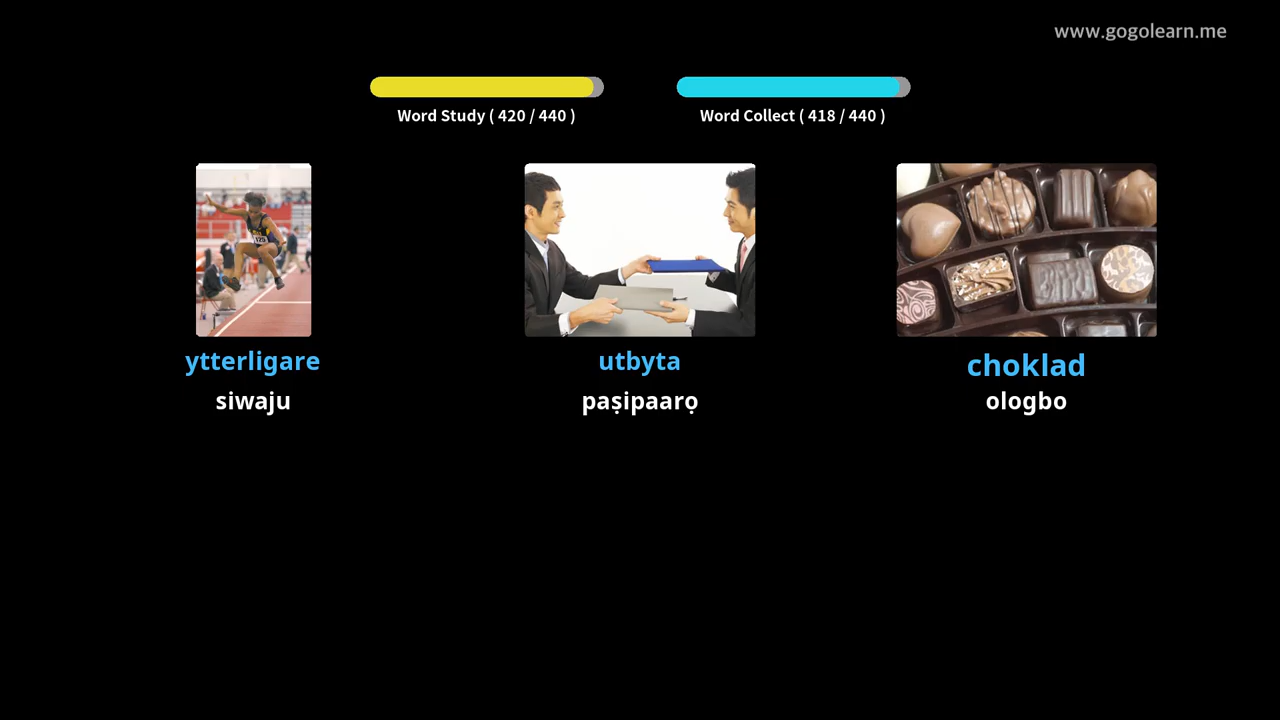 www.gogolearn.me
Word Study ( 420 / 440 )
Word Collect ( 418 / 440 )
ytterligare
utbyta
choklad
siwaju
paṣipaarọ
ologbo